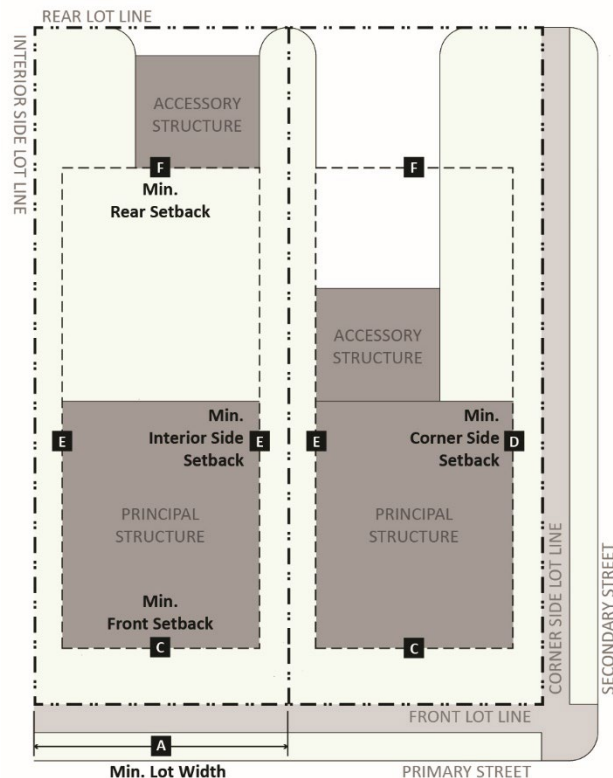 REAR LOT LINE
INTERIOR SIDE LOT LINE
ACCESSORY
STRUCTURE
F
F
Min.
Rear Setback
ACCESSORY
STRUCTURE
Min.
Interior Side
Setback
E
E
E
Min.
Corner Side
Setback
D
PRINCIPAL
STRUCTURE
PRINCIPAL
STRUCTURE
Min.
Front Setback
C
C
CORNER SIDE LOT LINE
SECONDARY STREET
FRONT LOT LINE
A
Min. Lot Width
PRIMARY STREET